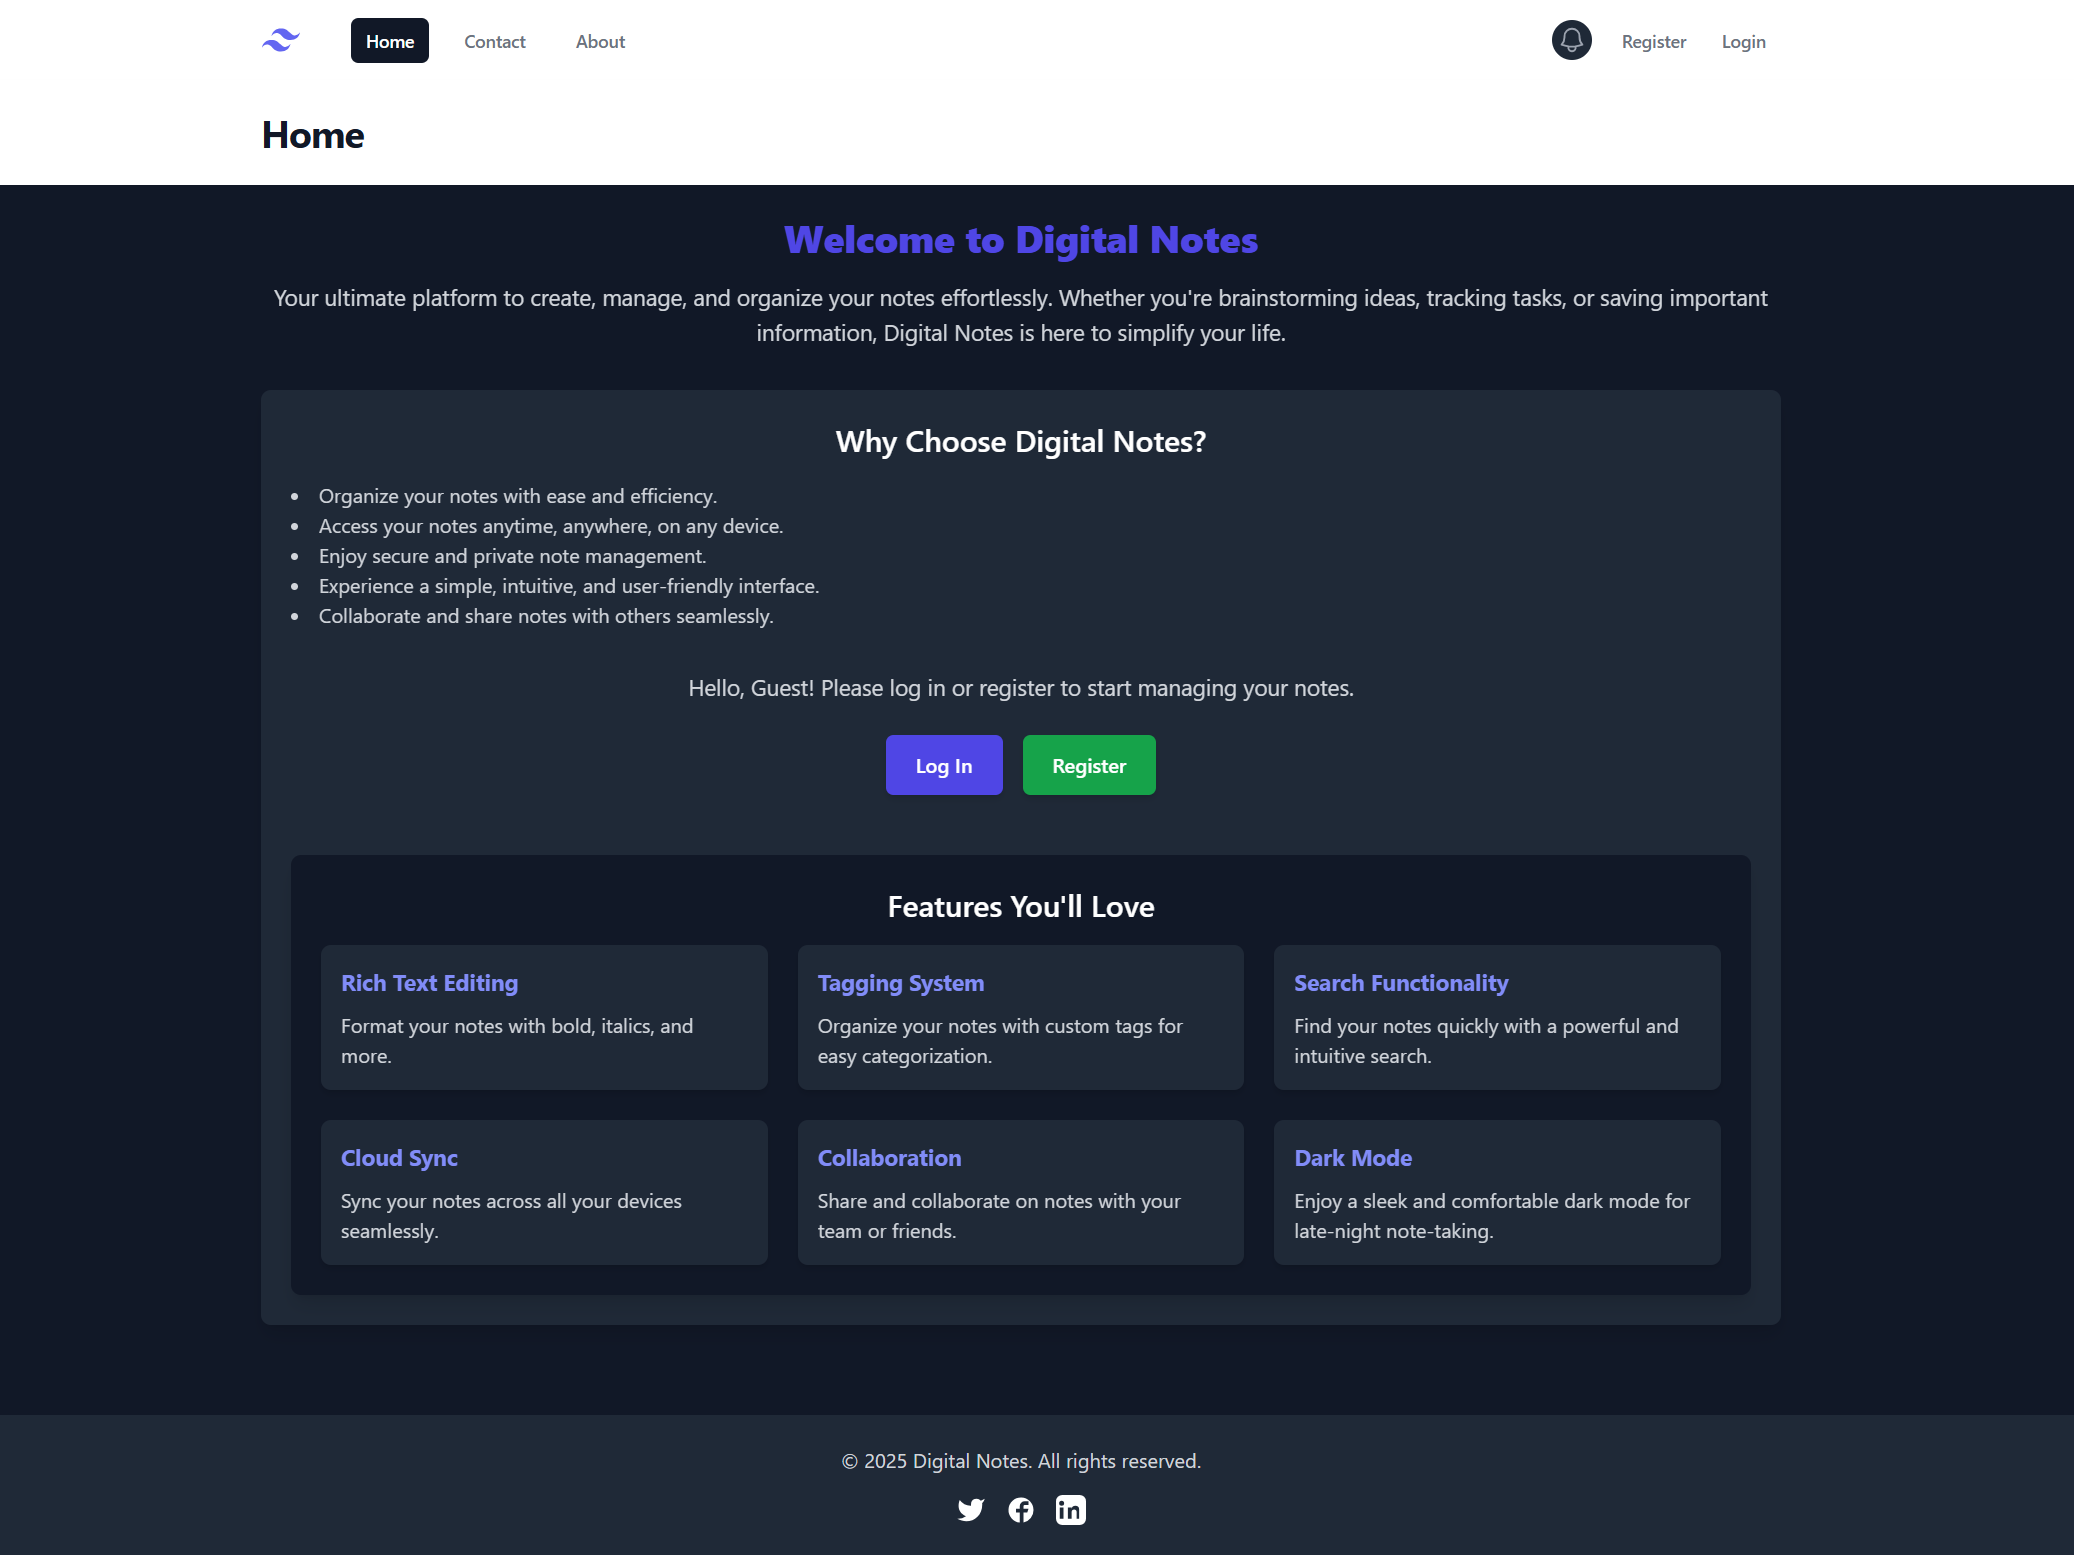 Home
Contact
About
Register
Login
Home
Welcome to Digital Notes
Your ultimate platform to create, manage, and organize your notes effortlessly. Whether you're brainstorming ideas, tracking tasks, or saving important
information, Digital Notes is here to simplify your life.
Why Choose Digital Notes?
• Organize your notes with ease and efficiency.
• Access your notes anytime, anywhere, on any device.
• Enjoy secure and private note management.
• Experience a simple, intuitive, and user-friendly interface.
• Collaborate and share notes with others seamlessly.
Hello, Guest! Please log in or register to start managing your notes.
Log In
Register
Features You'll Love
Rich Text Editing
Format your notes with bold, italics, and
more.
Tagging System
Organize your notes with custom tags for
easy categorization.
Search Functionality
Find your notes quickly with a powerful and
intuitive search.
Cloud Sync
Sync your notes across all your devices
seamlessly.
Collaboration
Share and collaborate on notes with your
team or friends.
Dark Mode
Enjoy a sleek and comfortable dark mode for
late-night note-taking.
© 2025 Digital Notes. All rights reserved.